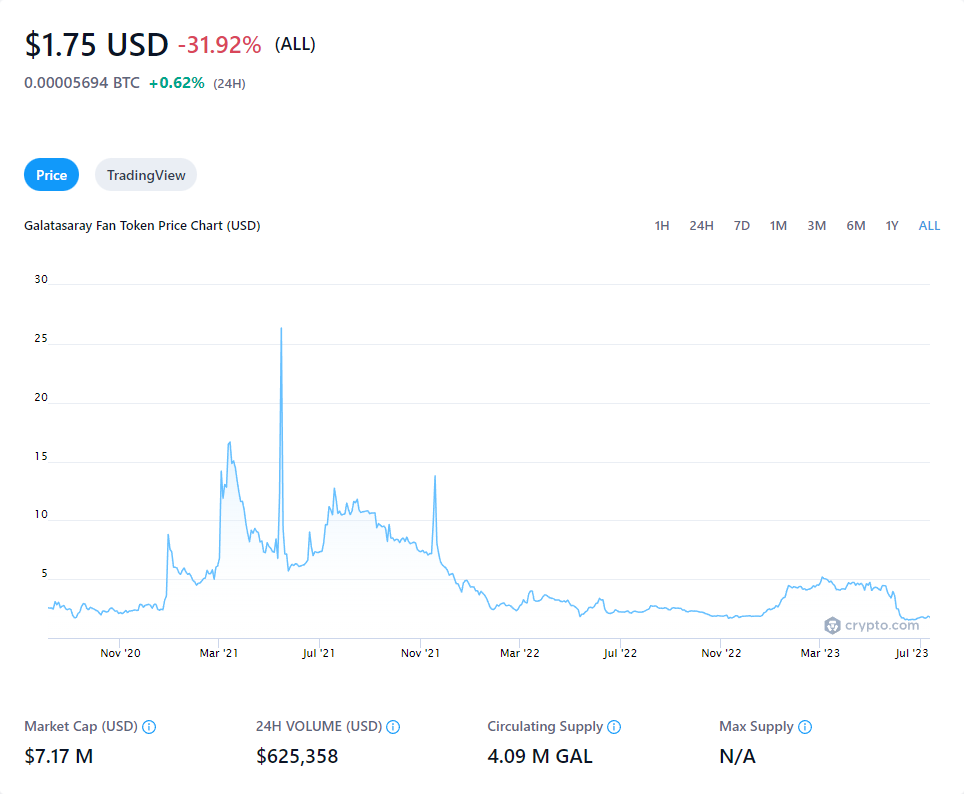 $1.75 USD -31.92% (ALL)
0.00005694 BTC +0.62% (24H)
Price TradingView
Galatasaray Fan Token Price Chart (USD) 1H 24H 7D 1M 3M 6M 1Y ALL
30
25
20
15
10
5
crypto.com
Nov '20 Mar '21 Jul '21 Nov '21 Mar '22 Jul '22 Nov '22 Mar '23 Jul '23
Market Cap (USD) 24H VOLUME (USD) Circulating Supply Max Supply
$7.17 M $625,358 4.09 M GAL N/A